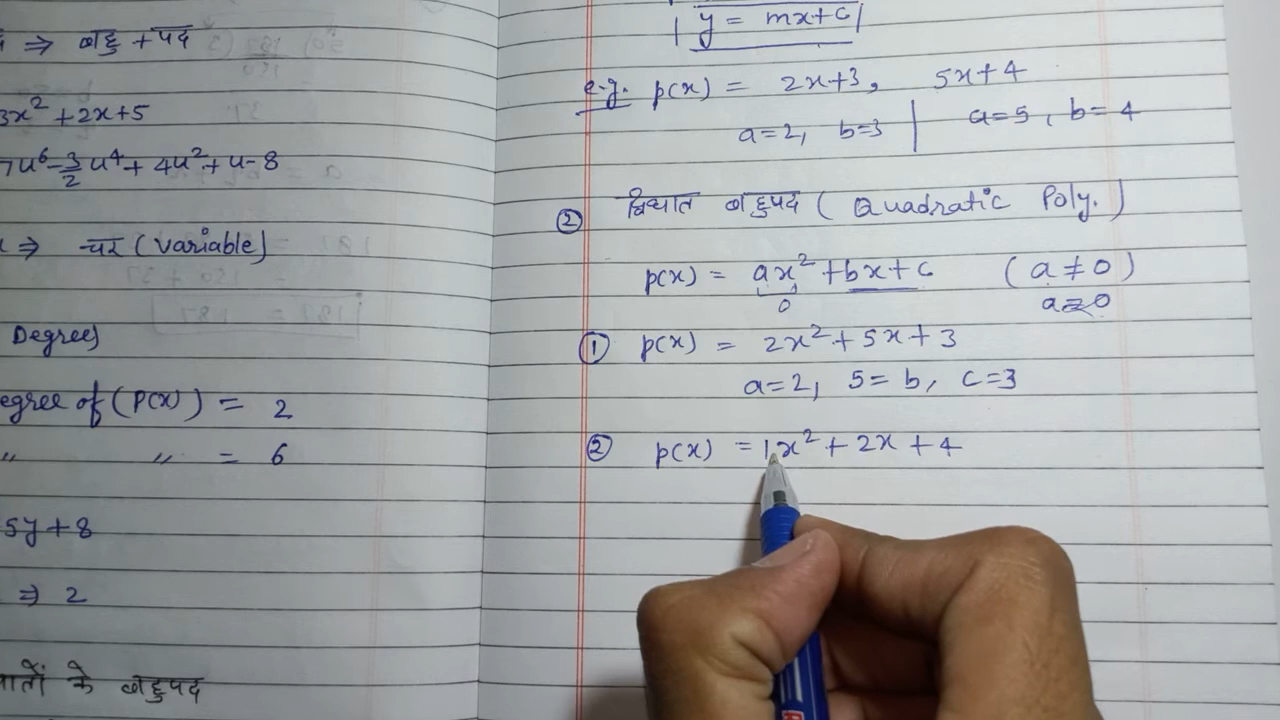 ⇒ बहु + पद
3x² + 2x + 5
7u⁶ - 3/2 u⁴ + 4u² + u - 8
⇒ चर (Variable)
Degree)
egree of (P(x)) = 2
〃 〃 = 6
5y + 8
⇒ 2
घातों के बहुपद
y = mx + c
e.g. p(x) = 2x+3, 5x+4
a=2, b=3 | a=5, b=4
② द्विघात बहुपद (Quadratic Poly.)
p(x) = ax² + bx + c (a ≠ 0)
0 a=0
① p(x) = 2x² + 5x + 3
a=2, 5=b, c=3
② p(x) = 1x² + 2x + 4